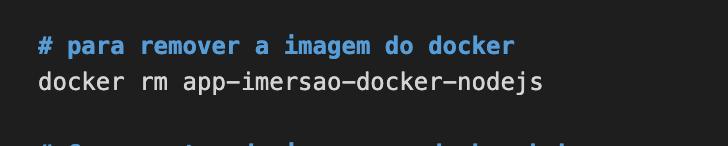 # para remover a imagem do docker
docker rm app-imersao-docker-nodejs